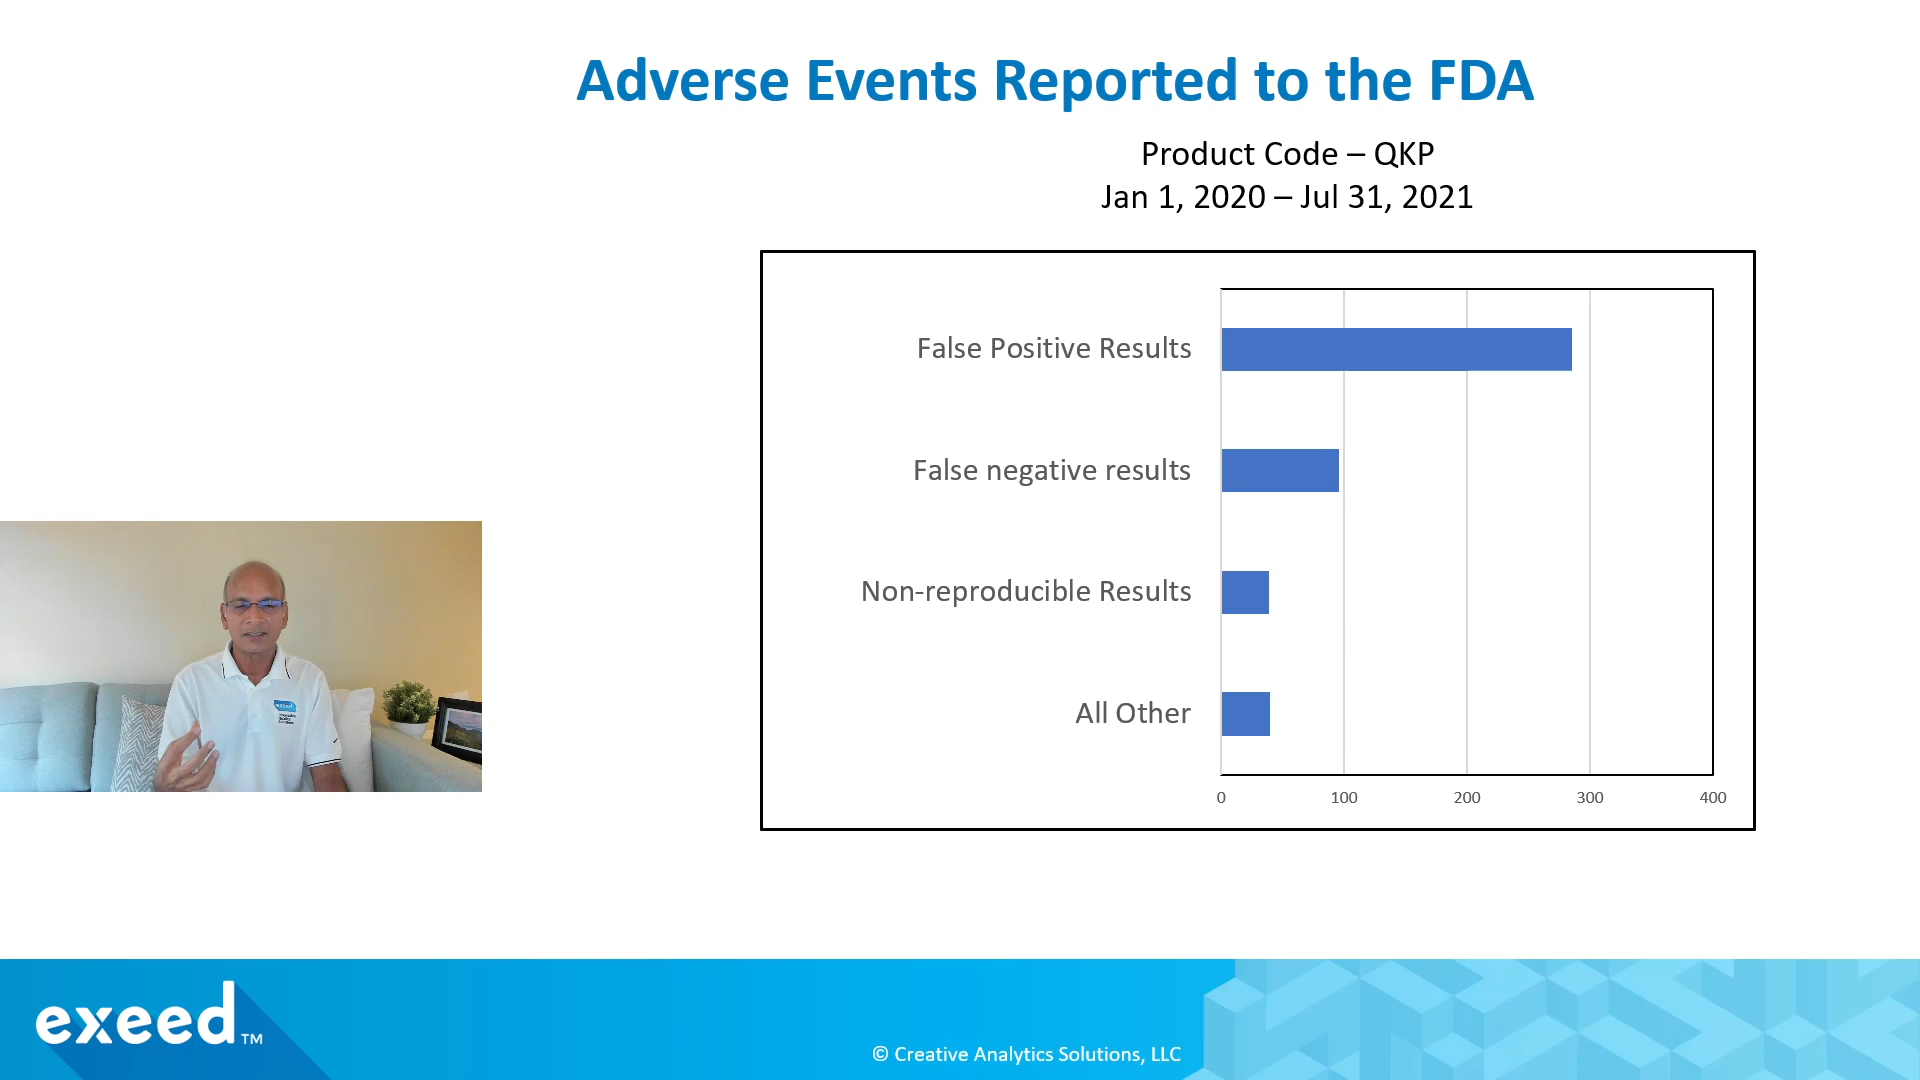 Adverse Events Reported to the FDA
Product Code – QKP
Jan 1, 2020 – Jul 31, 2021
False Positive Results
False negative results
Non-reproducible Results
All Other
0 100 200 300 400
exeed
exeed™
© Creative Analytics Solutions, LLC